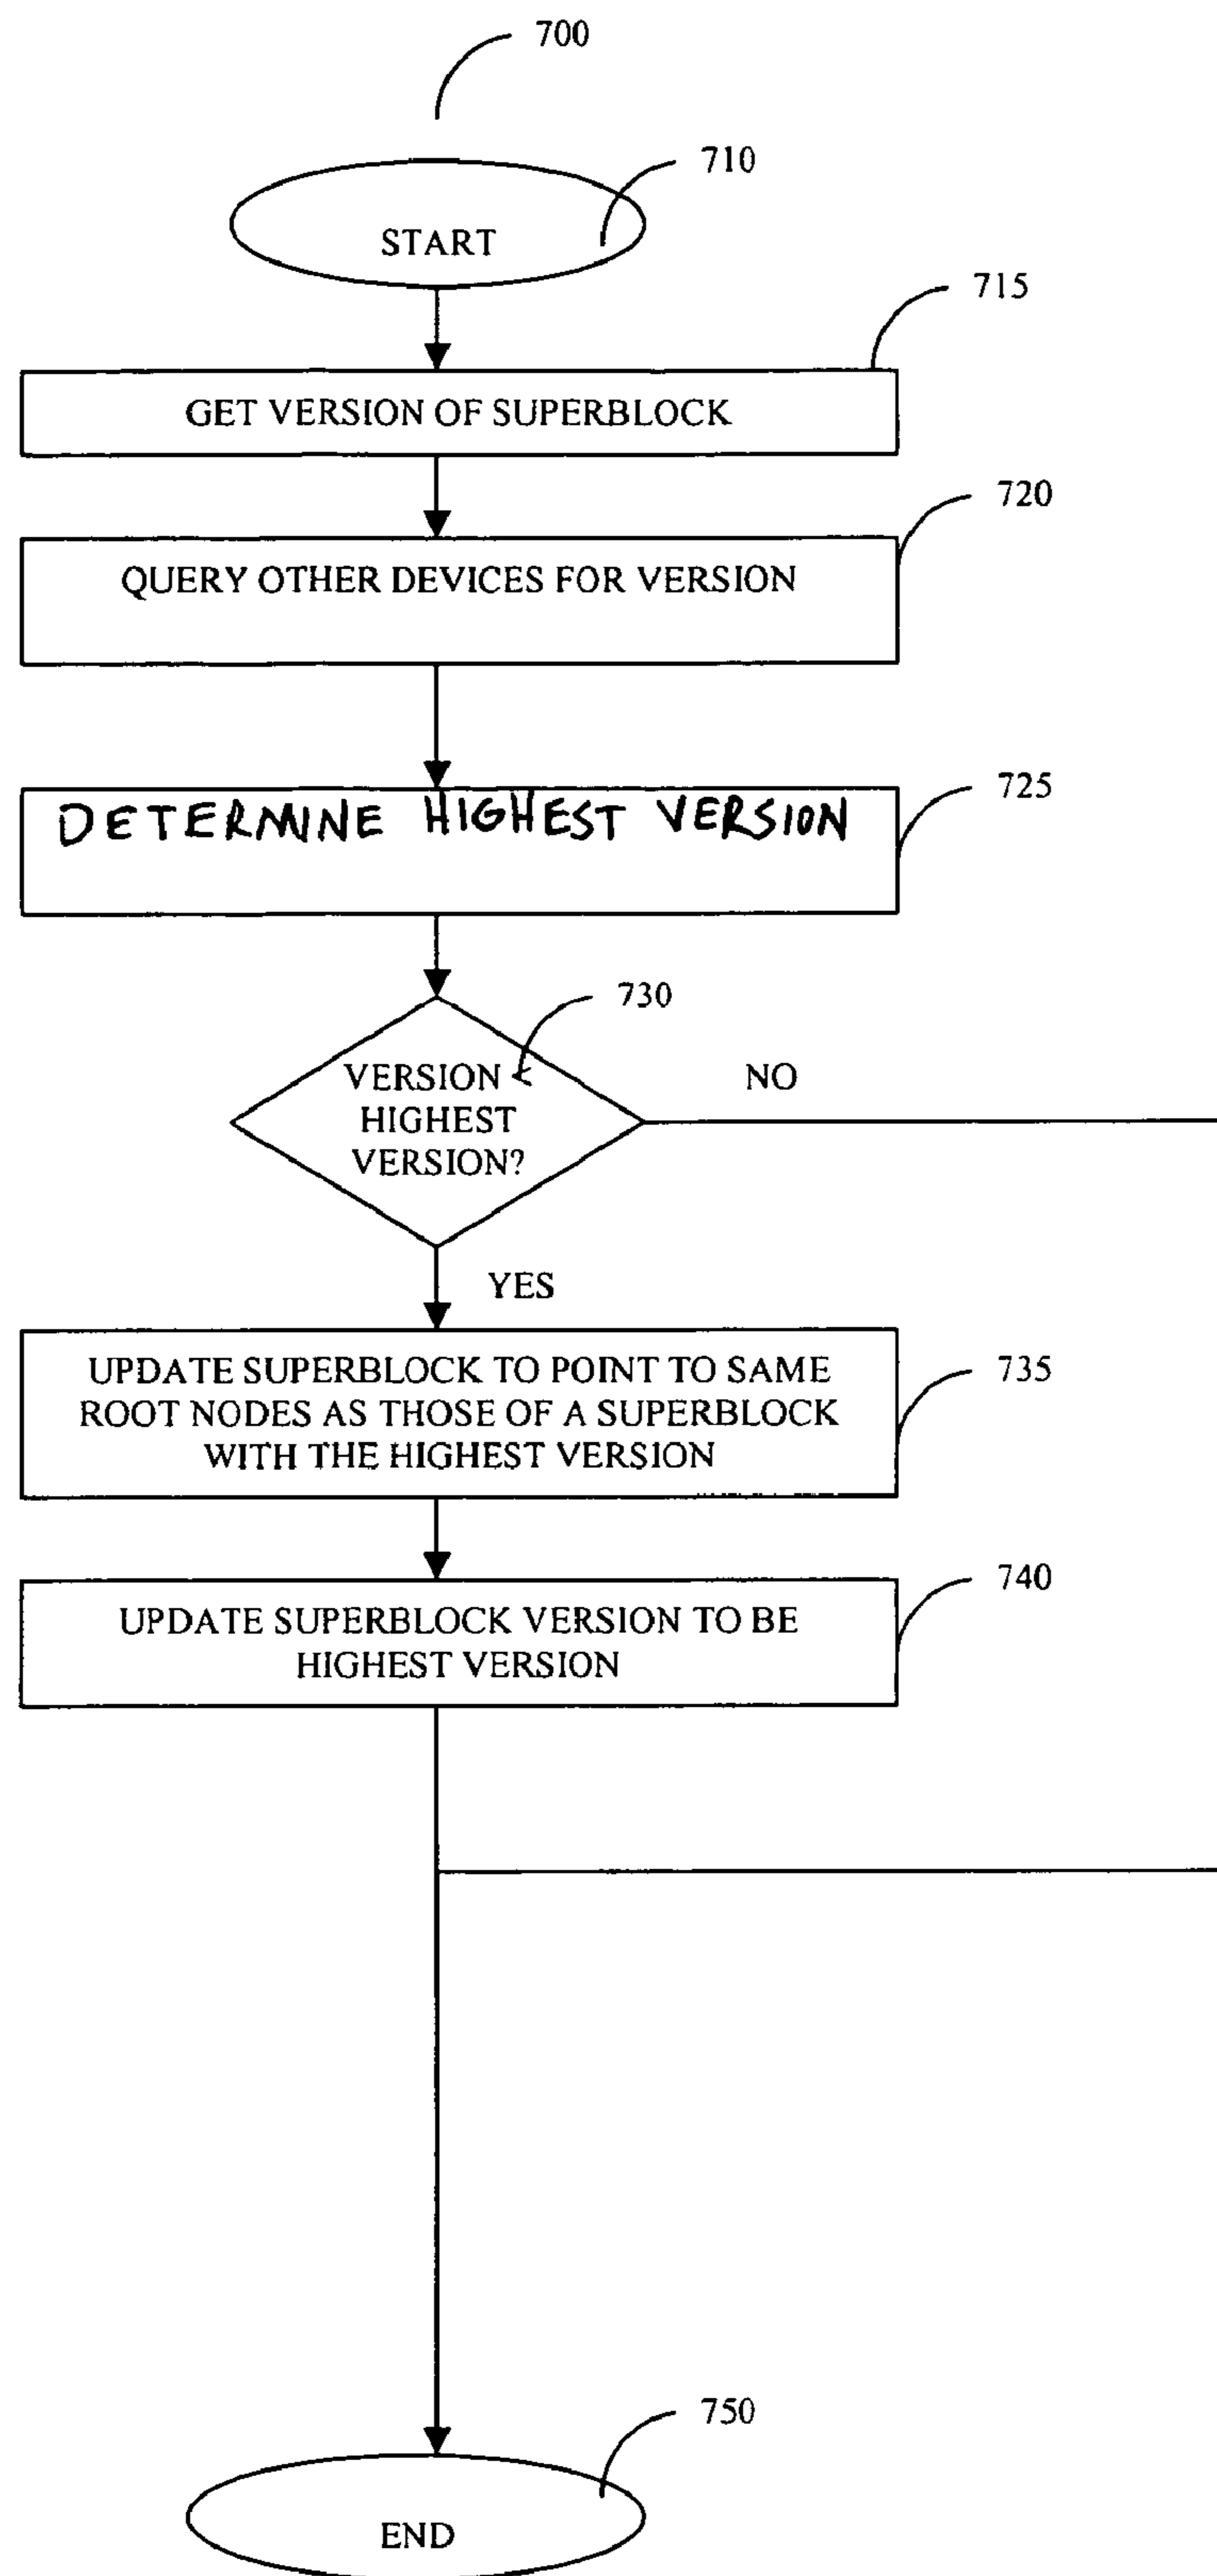 700
710
START
715
GET VERSION OF SUPERBLOCK
720
QUERY OTHER DEVICES FOR VERSION
725
DETERMINE HIGHEST VERSION
730
VERSION <
HIGHEST
VERSION?
NO
YES
UPDATE SUPERBLOCK TO POINT TO SAME
ROOT NODES AS THOSE OF A SUPERBLOCK
WITH THE HIGHEST VERSION
735
740
UPDATE SUPERBLOCK VERSION TO BE
HIGHEST VERSION
750
END